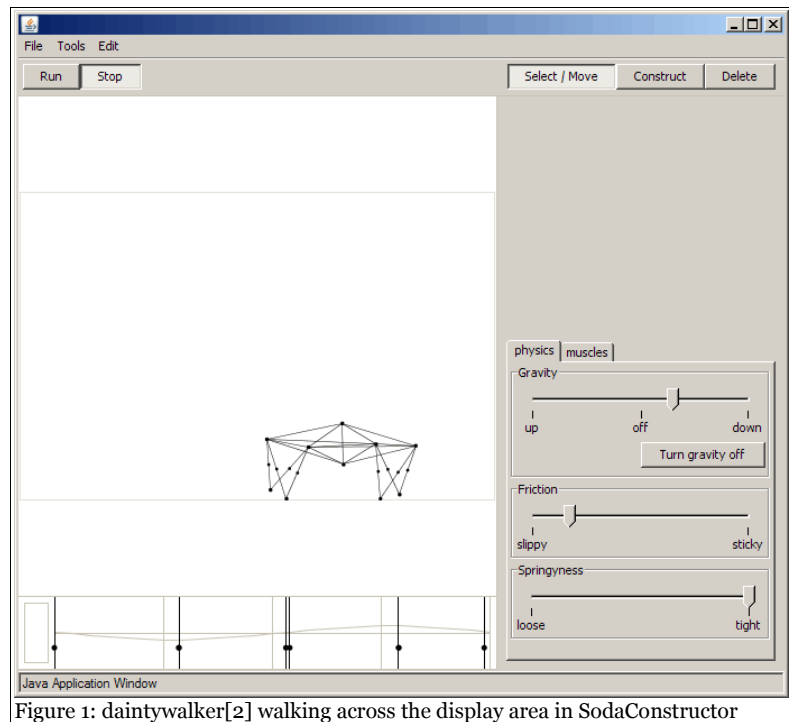 File Tools Edit
Run Stop Select / Move Construct Delete
physics muscles
Gravity
up off down
Turn gravity off
Friction
slippy sticky
Springyness
loose tight
Java Application Window
Figure 1: daintywalker[2] walking across the display area in SodaConstructor